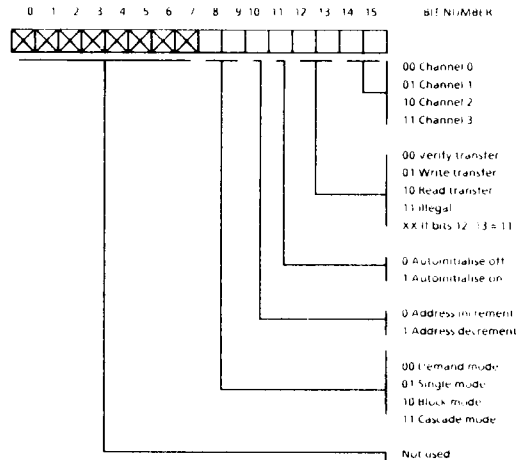 0 1 2 3 4 5 6 7 8 9 10 11 12 13 14 15 BIT NUMBER
00 Channel 0
01 Channel 1
10 Channel 2
11 Channel 3
00 Verify transfer
01 Write transfer
10 Read transfer
11 illegal
XX If bits 12 13 = 11
0 Autoinitialise off
1 Autoinitialise on
0 Address increment
1 Address decrement
00 Demand mode
01 Single mode
10 Block mode
11 Cascade mode
Not used